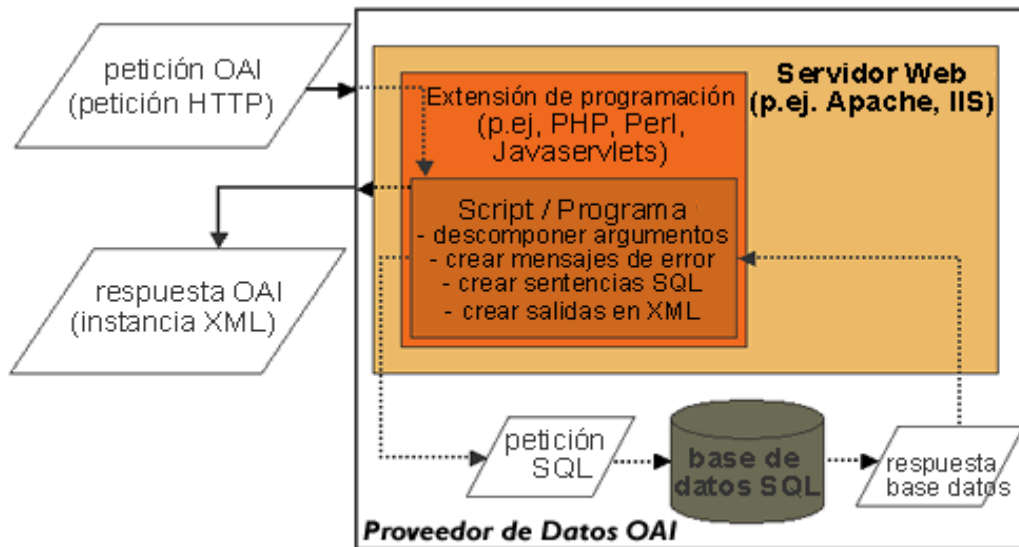 petición OAI
(petición HTTP)
Servidor Web
(p.ej. Apache, IIS)
Extensión de programación
(p.ej, PHP, Perl,
Javaservlets)
Script / Programa
- descomponer argumentos
- crear mensajes de error
- crear sentencias SQL
- crear salidas en XML
respuesta OAI
(instancia XML)
petición
SQL
base de
datos SQL
respuesta
base datos
Proveedor de Datos OAI